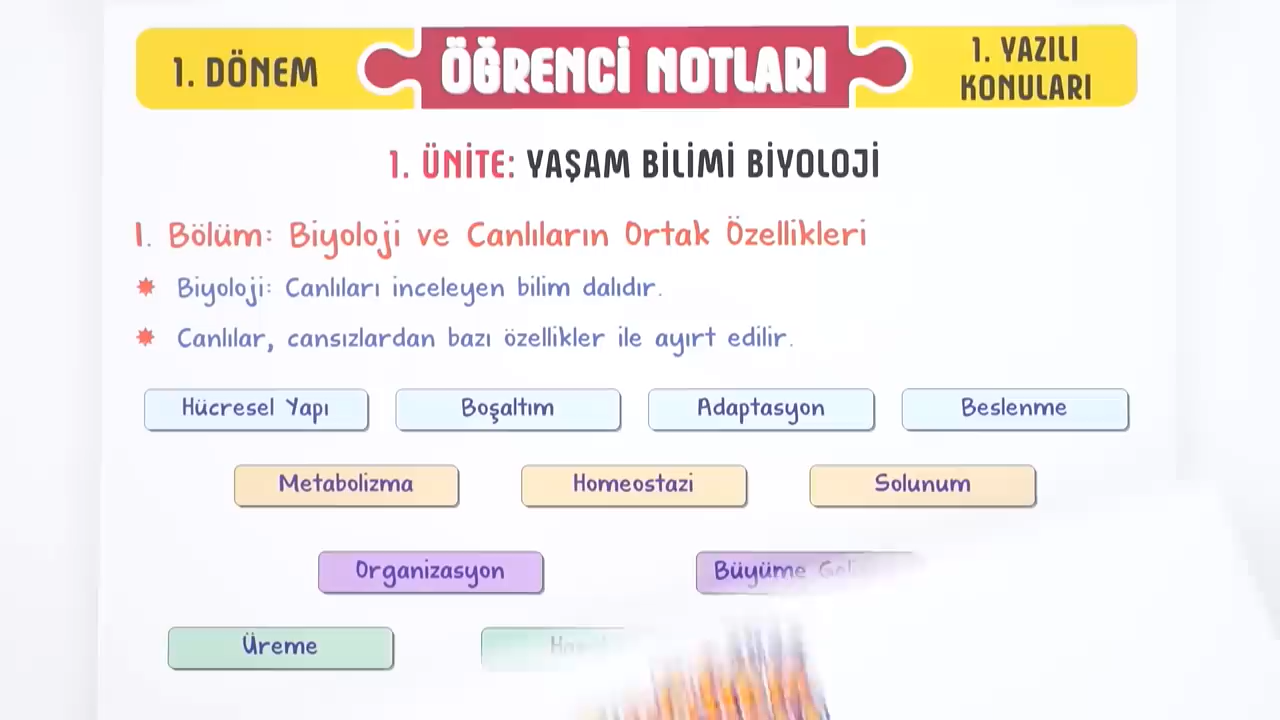 1. DÖNEM
ÖĞRENCİ NOTLARI
1. YAZILI
KONULARI
1. ÜNİTE: YAŞAM BİLİMİ BİYOLOJİ
1. Bölüm: Biyoloji ve Canlıların Ortak Özellikleri
Biyoloji: Canlıları inceleyen bilim dalıdır.
Canlılar, cansızlardan bazı özellikler ile ayırt edilir.
Hücresel Yapı
Boşaltım
Adaptasyon
Beslenme
Metabolizma
Homeostazi
Solunum
Organizasyon
Büyüme
Üreme